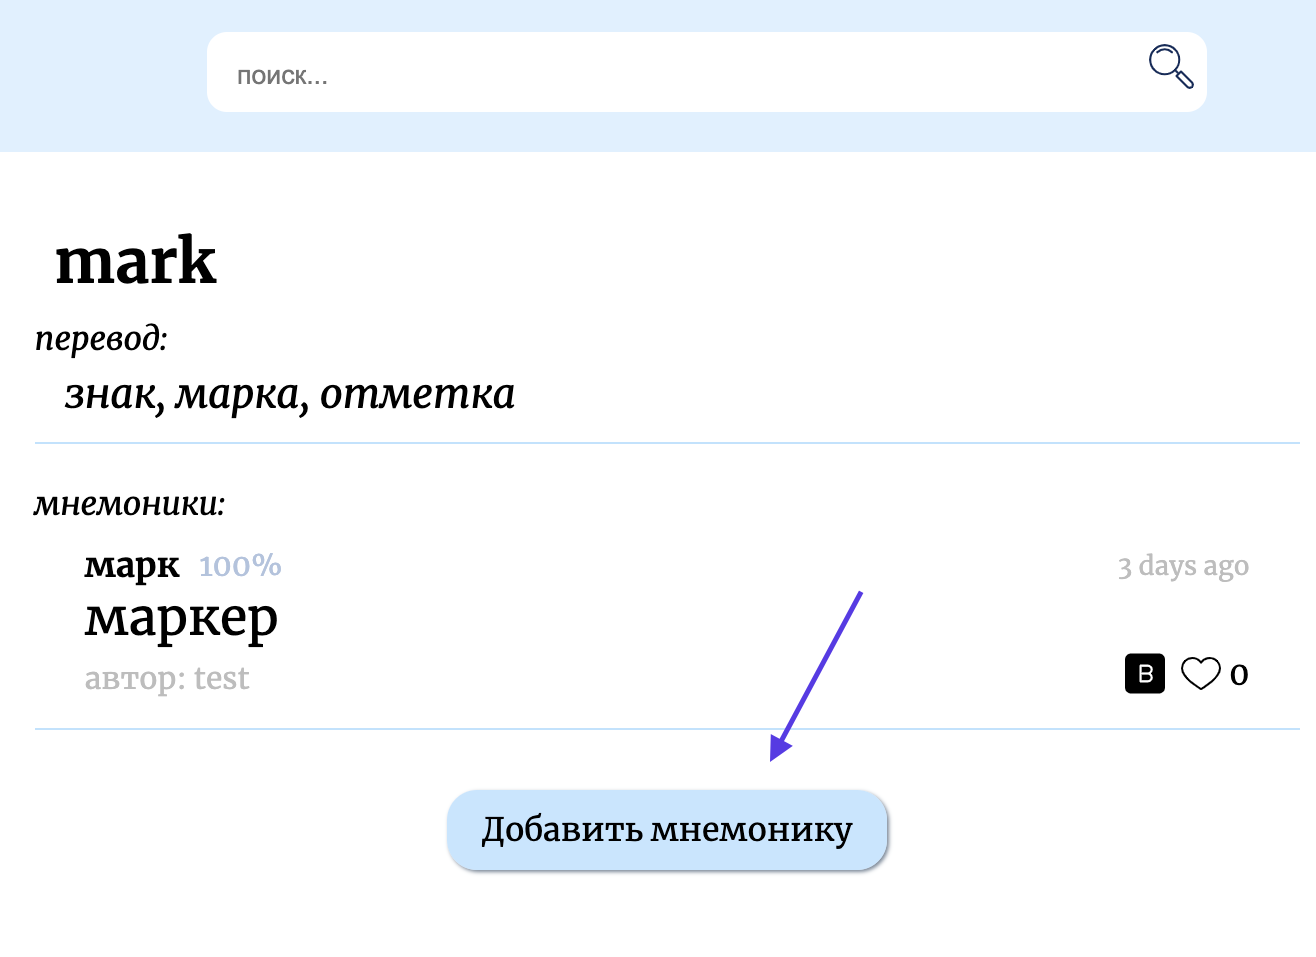 поиск...
mark
перевод:
знак, марка, отметка
мнемоники:
марк 100% 3 days ago
маркер
автор: test B 0
Добавить мнемонику